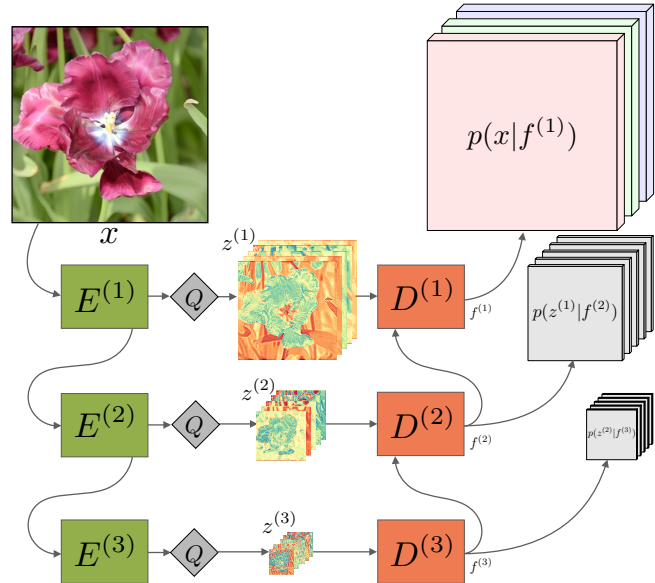 p(x|f^{(1)})
x
z^{(1)}
E^{(1)}
Q
D^{(1)}
f^{(1)}
p(z^{(1)}|f^{(2)})
z^{(2)}
E^{(2)}
Q
D^{(2)}
f^{(2)}
p(z^{(2)}|f^{(3)})
z^{(3)}
E^{(3)}
Q
D^{(3)}
f^{(3)}